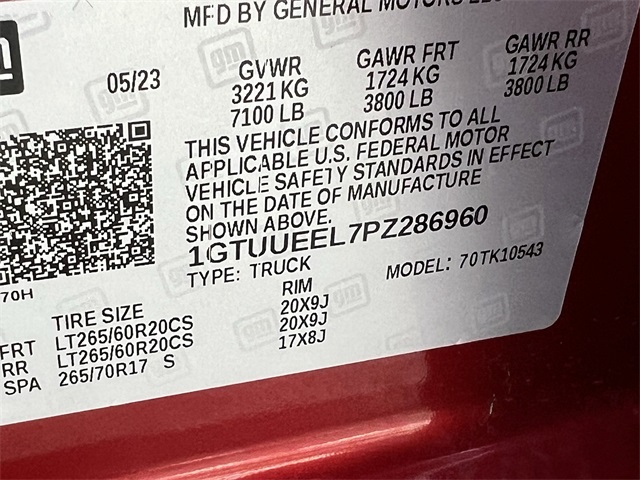 MFD BY GENERAL MOTORS LLC
05/23
GVWR
3221 KG
7100 LB
GAWR FRT
1724 KG
3800 LB
GAWR RR
1724 KG
3800 LB
THIS VEHICLE CONFORMS TO ALL
APPLICABLE U.S. FEDERAL MOTOR
VEHICLE SAFETY STANDARDS IN EFFECT
ON THE DATE OF MANUFACTURE
SHOWN ABOVE.
1GTUUEEL7PZ286960
TYPE: TRUCK
MODEL: 70TK10543
70H
TIRE SIZE RIM
FRT LT265/60R20CS 20X9J
RR LT265/60R20CS 20X9J
SPA 265/70R17 S 17X8J
gm